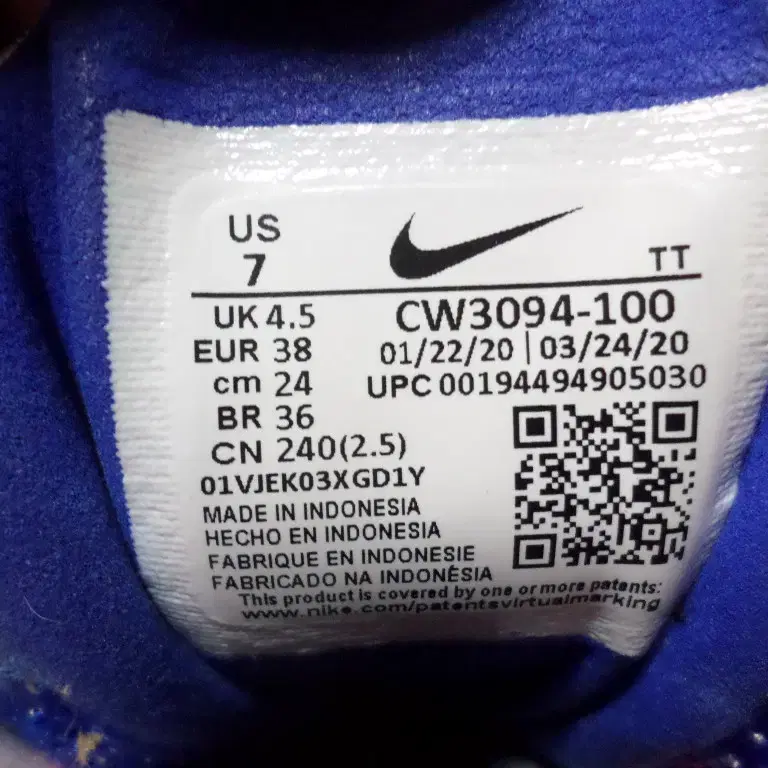 US
7
TT
UK 4.5
EUR 38
cm 24
BR 36
CN 240(2.5)
CW3094-100
01/22/20 | 03/24/20
UPC 00194494905030
01VJEK03XGD1Y
MADE IN INDONESIA
HECHO EN INDONESIA
FABRIQUE EN INDONESIE
FABRICADO NA INDONÉSIA
This product is covered by one or more patents:
www.nike.com/patentsvirtualmarking